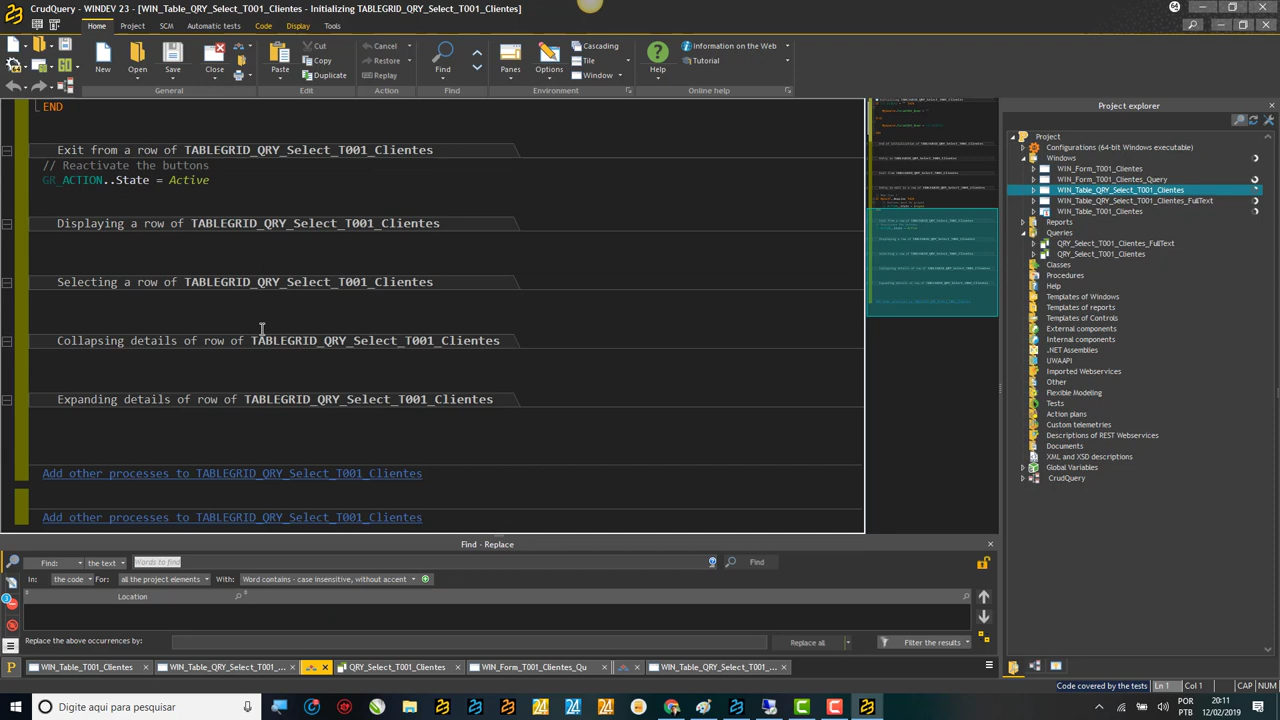 CrudQuery - WINDEV 23 - [WIN_Table_QRY_Select_T001_Clientes - Initializing TABLEGRID_QRY_Select_T001_Clientes]
64
Home Project SCM Automatic tests Code Display Tools
New Open Save Close Paste Cut Copy Duplicate Cancel Restore Replay Find Panes Options Cascading Tile Window Help Information on the Web Tutorial
GO
General Edit Action Find Environment Online help
END
Exit from a row of TABLEGRID_QRY_Select_T001_Clientes
// Reactivate the buttons
GR_ACTION..State = Active
Displaying a row of TABLEGRID_QRY_Select_T001_Clientes
Selecting a row of TABLEGRID_QRY_Select_T001_Clientes
Collapsing details of row of TABLEGRID_QRY_Select_T001_Clientes
Expanding details of row of TABLEGRID_QRY_Select_T001_Clientes
Add other processes to TABLEGRID_QRY_Select_T001_Clientes
Add other processes to TABLEGRID_QRY_Select_T001_Clientes
Project explorer
Project
Configurations (64-bit Windows executable)
Windows
WIN_Form_T001_Clientes
WIN_Form_T001_Clientes_Query
WIN_Table_QRY_Select_T001_Clientes
WIN_Table_QRY_Select_T001_Clientes_FullText
WIN_Table_T001_Clientes
Reports
Queries
QRY_Select_T001_Clientes_FullText
QRY_Select_T001_Clientes
Classes
Procedures
Help
Templates of Windows
Templates of reports
Templates of Controls
External components
Internal components
.NET Assemblies
UWAAPI
Imported Webservices
Other
Flexible Modeling
Tests
Action plans
Custom telemetries
Descriptions of REST Webservices
Documents
XML and XSD descriptions
Global Variables
CrudQuery
Find - Replace
Find: the text Words to find Find
In: the code For: all the project elements With: Word contains - case insensitive, without accent
Location
3
Replace the above occurrences by: Replace all Filter the results
WIN_Table_T001_Clientes WIN_Table_QRY_Select_T001_... QRY_Select_T001_Clientes WIN_Form_T001_Clientes_Qu WIN_Table_QRY_Select_T001_...
Code covered by the tests Ln 1 Col 1 CAP NUM
Digite aqui para pesquisar
24 24 24
POR
PTB
20:11
12/02/2019